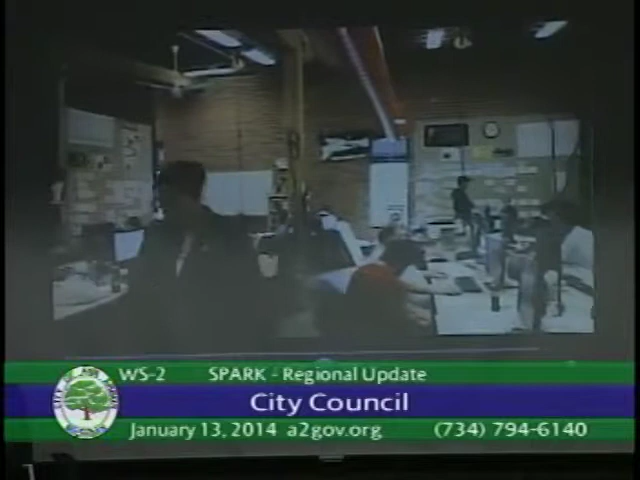 WS-2 SPARK - Regional Update
City Council
January 13, 2014 a2gov.org (734) 794-6140